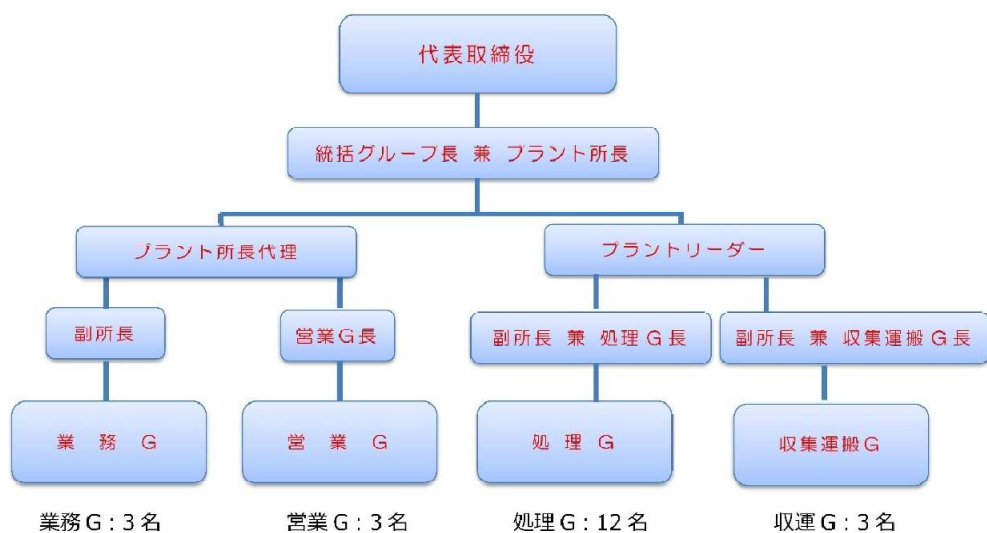 代表取締役
統括グループ長 兼 プラント所長
プラント所長代理
プラントリーダー
副所長
営業G長
副所長 兼 処理G長
副所長 兼 収集運搬G長
業 務 G
営 業 G
処 理 G
収集運搬G
業務G:3名
営業G:3名
処理G:12名
収運G:3名